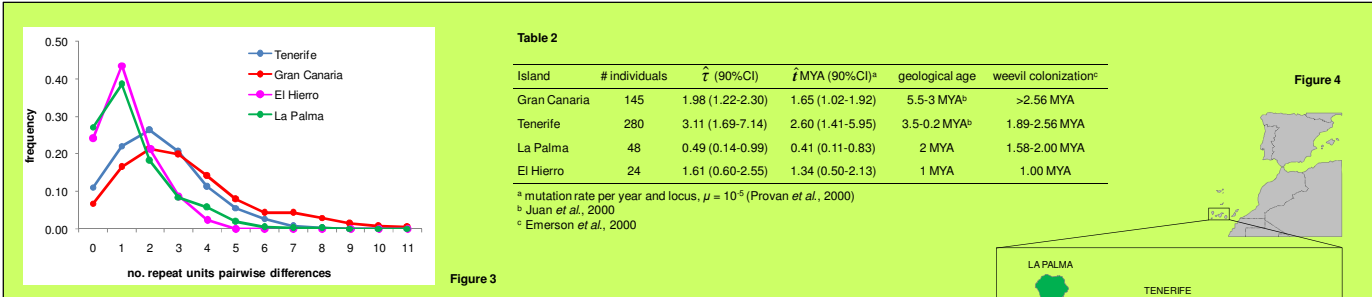 0.50
0.40
0.30
0.20
0.10
0.00
frequency
Tenerife
Gran Canaria
El Hierro
La Palma
0 1 2 3 4 5 6 7 8 9 10 11
no. repeat units pairwise differences
Figure 3
Table 2
Island # individuals τ̂ (90%CI) t̂ MYA (90%CI)ᵃ geological age weevil colonizationᶜ
Gran Canaria 145 1.98 (1.22-2.30) 1.65 (1.02-1.92) 5.5-3 MYAᵇ >2.56 MYA
Tenerife 280 3.11 (1.69-7.14) 2.60 (1.41-5.95) 3.5-0.2 MYAᵇ 1.89-2.56 MYA
La Palma 48 0.49 (0.14-0.99) 0.41 (0.11-0.83) 2 MYA 1.58-2.00 MYA
El Hierro 24 1.61 (0.60-2.55) 1.34 (0.50-2.13) 1 MYA 1.00 MYA
ᵃ mutation rate per year and locus, μ = 10⁻⁵ (Provan et al., 2000)
ᵇ Juan et al., 2000
ᶜ Emerson et al., 2000
Figure 4
LA PALMA
TENERIFE